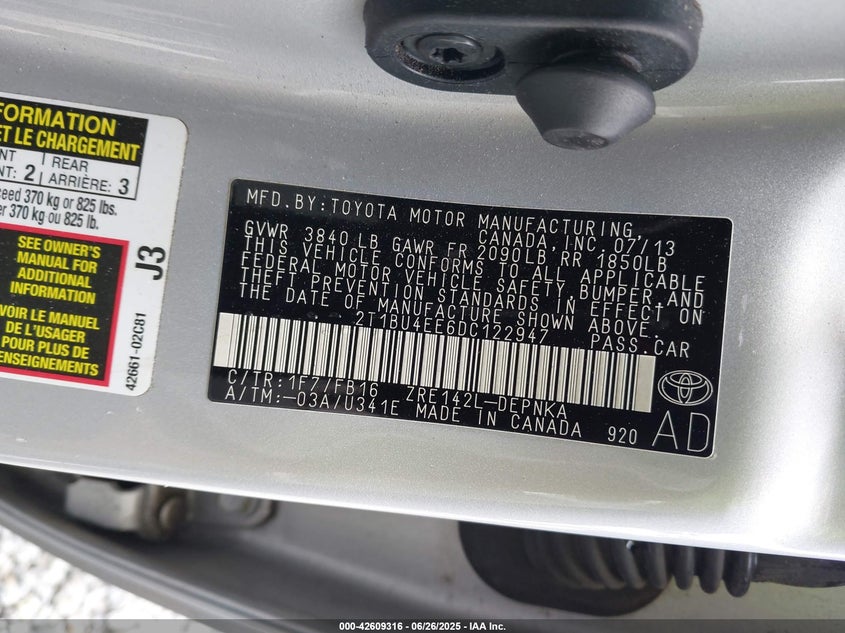 FORMATION
ET LE CHARGEMENT
NT REAR
NT: 2 ARRIÈRE: 3
ceed 370 kg or 825 lbs.
r 370 kg ou 825 lb.
SEE OWNER'S
MANUAL FOR
ADDITIONAL
INFORMATION
VOIR LE MANUEL
DE L'USAGER
POUR PLUS DE
RENSEIGNEMENTS
J3
42661-02C81
MFD.BY:TOYOTA MOTOR MANUFACTURING,
CANADA,INC.07/13
GVWR 3840LB GAWR FR 2090LB RR 1850LB
THIS VEHICLE CONFORMS TO ALL APPLICABLE
FEDERAL MOTOR VEHICLE SAFETY,BUMPER,AND
THEFT PREVENTION STANDARDS IN EFFECT ON
THE DATE OF MANUFACTURE SHOWN ABOVE.
2T1BU4EE6DC122947 PASS.CAR
C/TR:1F7/FB16 ZRE142L-DEPNKA
A/TM:-03A/U341E MADE IN CANADA 920
TOYOTA
AD
000-42609316 - 06/26/2025 - IAA Inc.